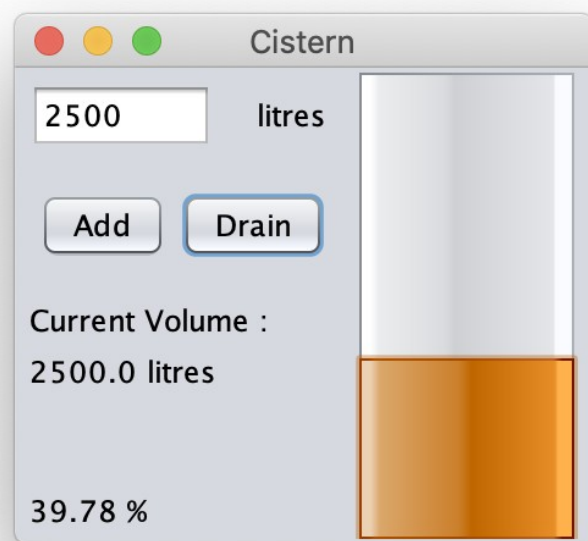 Cistern
2500 litres
Add Drain
Current Volume :
2500.0 litres
39.78 %